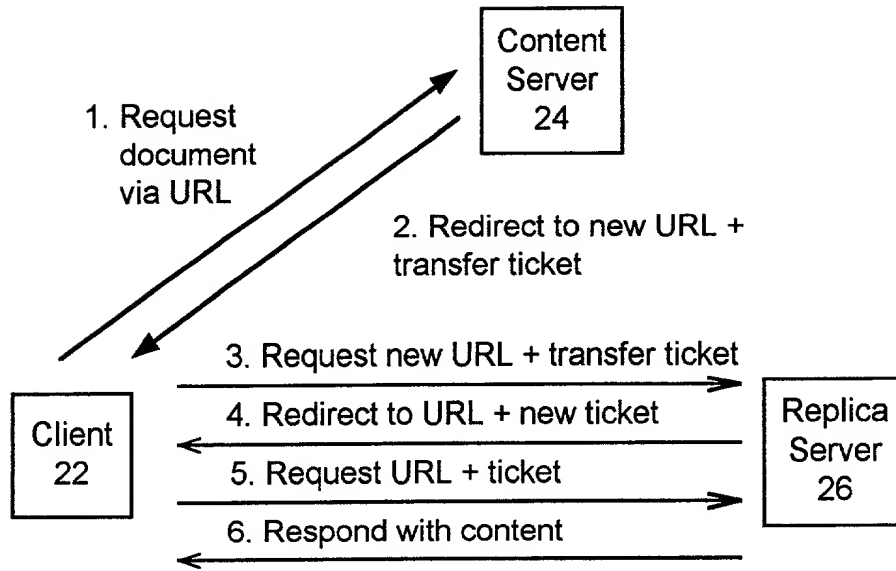 Content
Server
24
1. Request
document
via URL
2. Redirect to new URL +
transfer ticket
3. Request new URL + transfer ticket
4. Redirect to URL + new ticket
5. Request URL + ticket
6. Respond with content
Client
22
Replica
Server
26